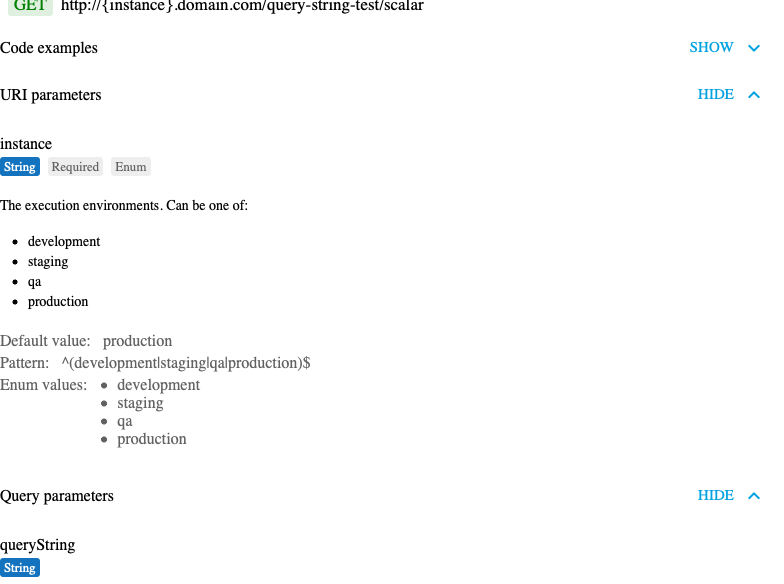 GET http://{instance}.domain.com/query-string-test/scalar
Code examples SHOW
URI parameters HIDE
instance
String Required Enum
The execution environments. Can be one of:
• development
• staging
• qa
• production
Default value: production
Pattern: ^(development|staging|qa|production)$
Enum values: • development
• staging
• qa
• production
Query parameters HIDE
queryString
String